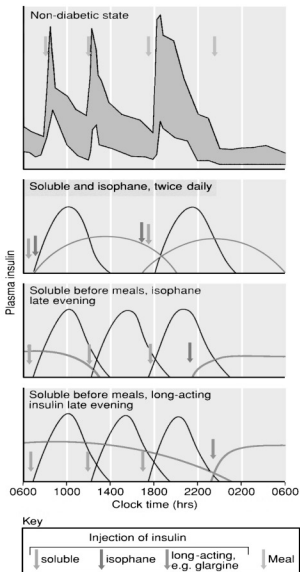 Non-diabetic state
Soluble and isophane, twice daily
Soluble before meals, isophane
late evening
Soluble before meals, long-acting
insulin late evening
Plasma insulin
0600 1000 1400 1800 2200 0200 0600
Clock time (hrs)
Key
Injection of insulin
soluble
isophane
long-acting,
e.g. glargine
Meal